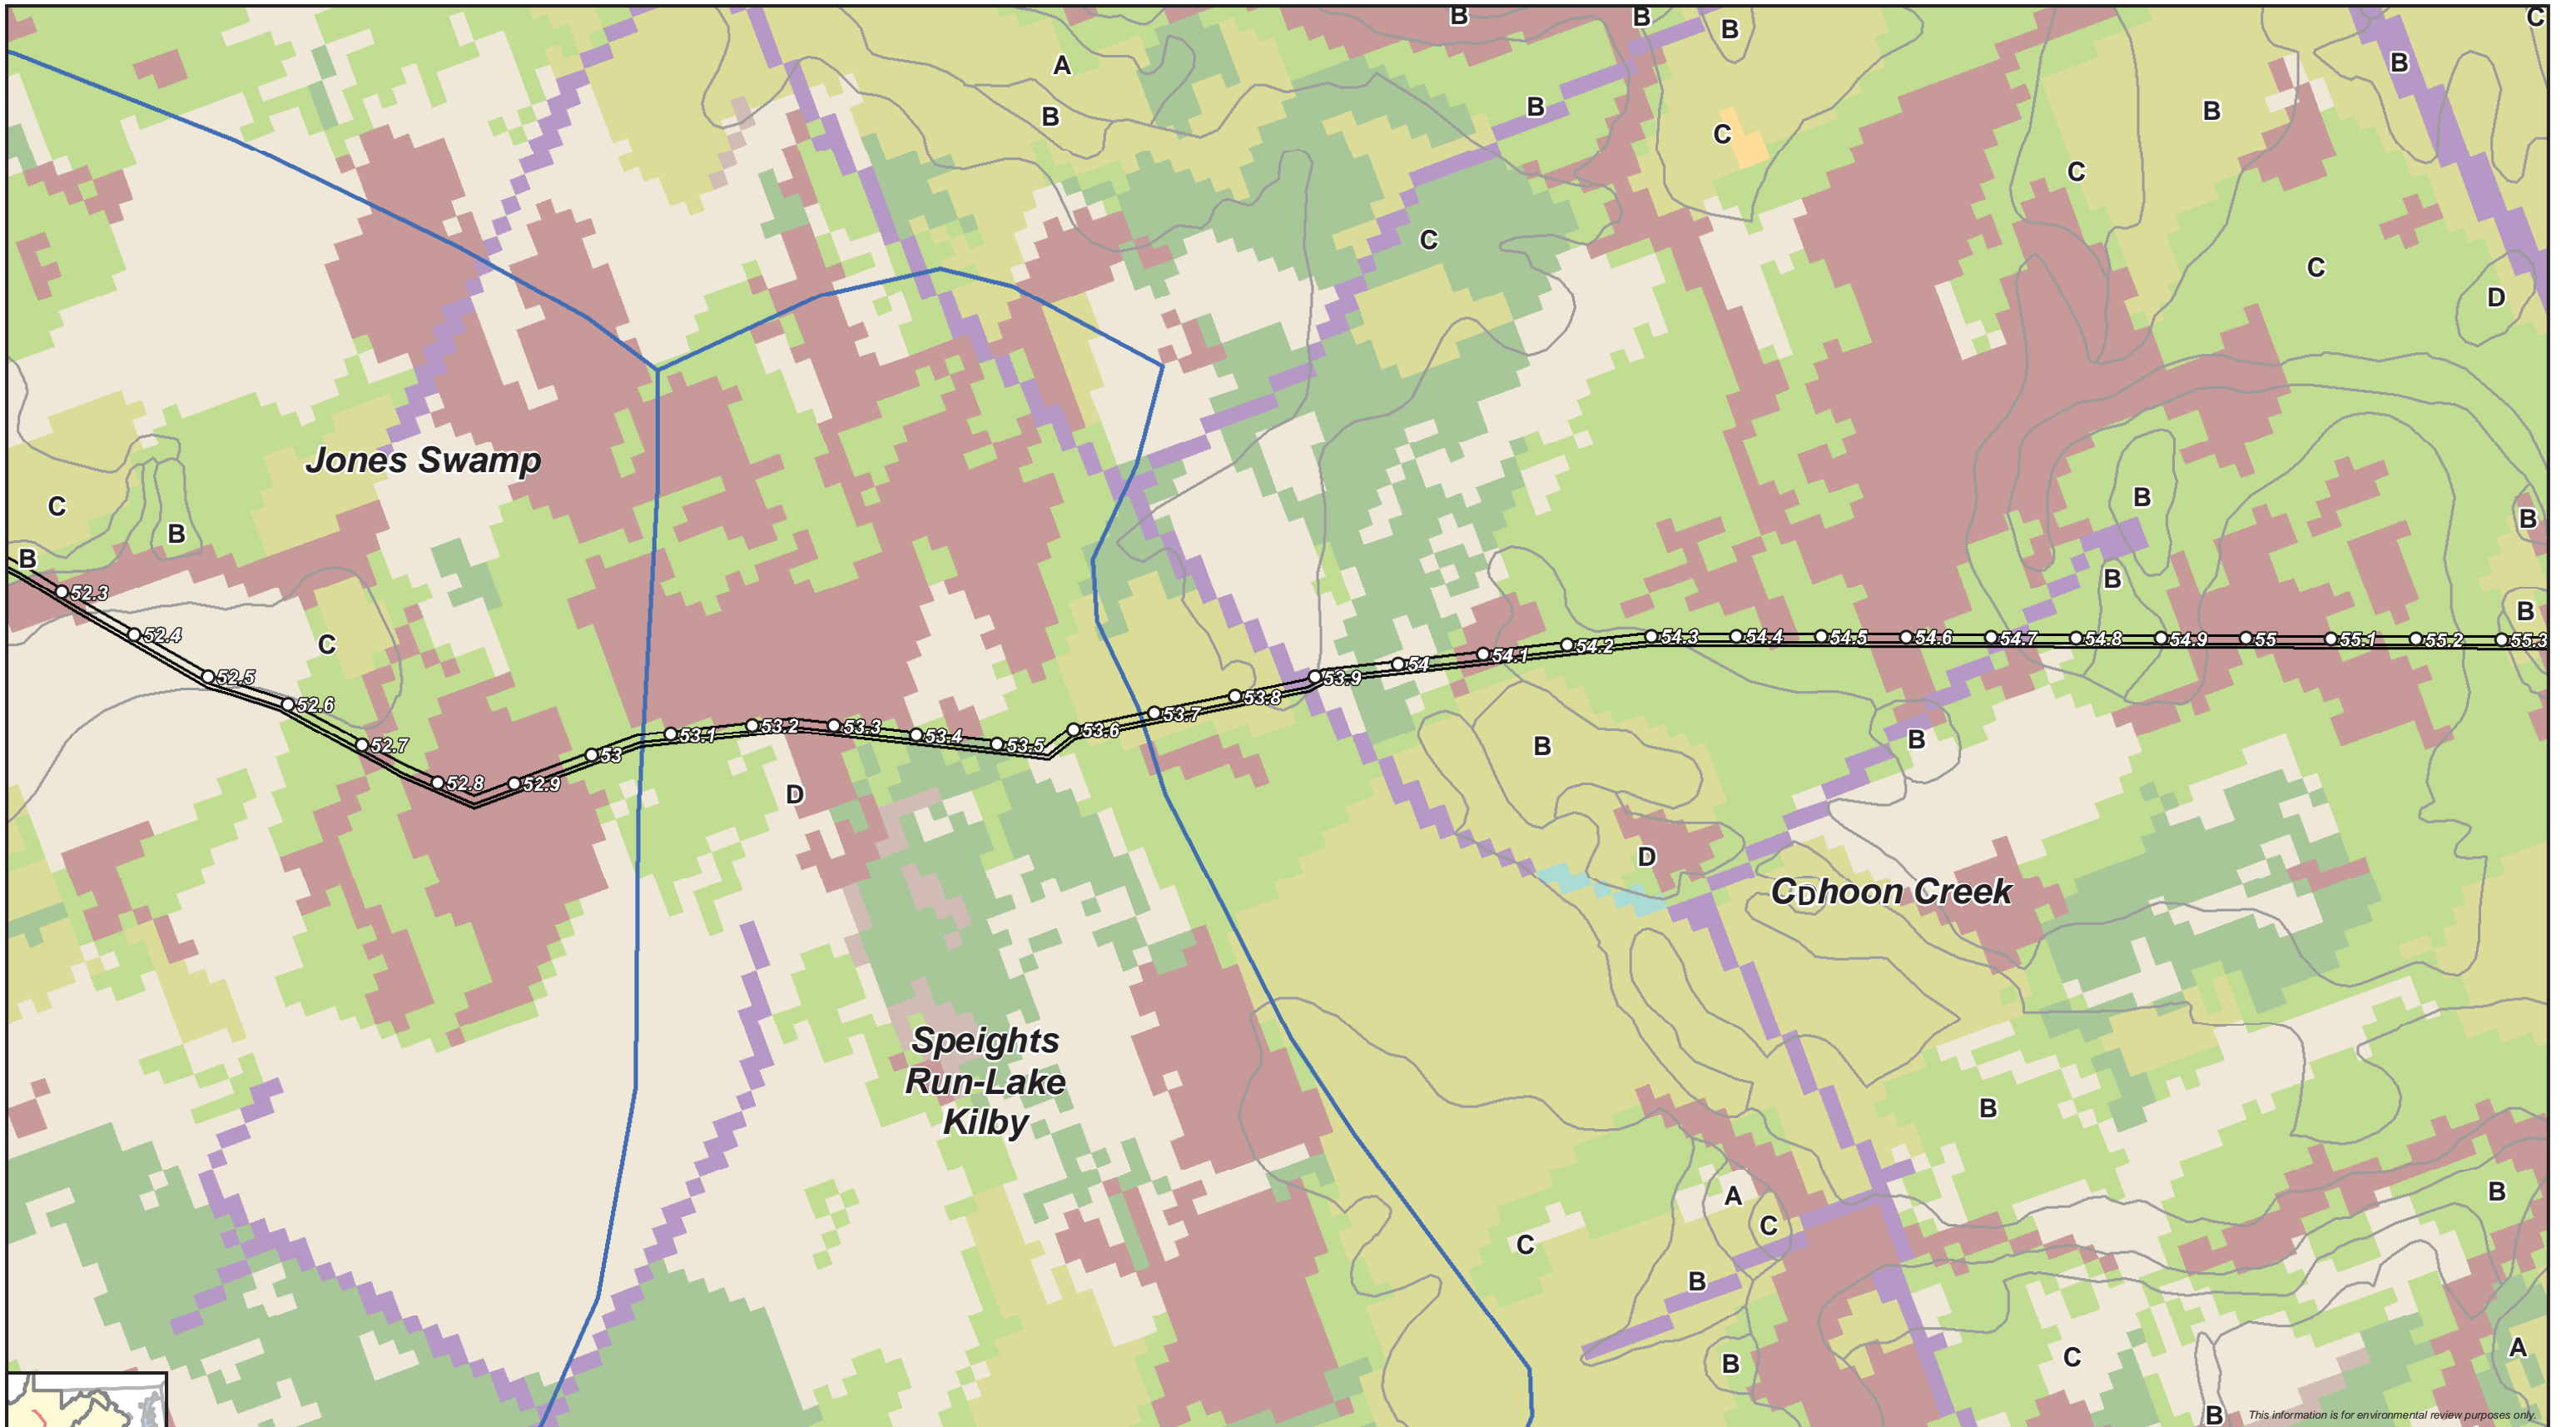 B
B
B
C
A
B
B
B
B
C
B
C
C
C
C
D
Jones Swamp
C
B
B
B
B
52.3
B
B
C
52.4
52.5
52.6
52.7
52.8
52.9
53
53.1
53.2
53.3
53.4
53.5
53.6
53.7
53.8
53.9
54
54.1
54.2
54.3
54.4
54.5
54.6
54.7
54.8
54.9
55
55.1
55.2
55.3
B
B
D
D
Cohoon Creek
D
Speights
Run-Lake
Kilby
B
A
C
B
C
B
B
C
A
B
This information is for environmental review purposes only.